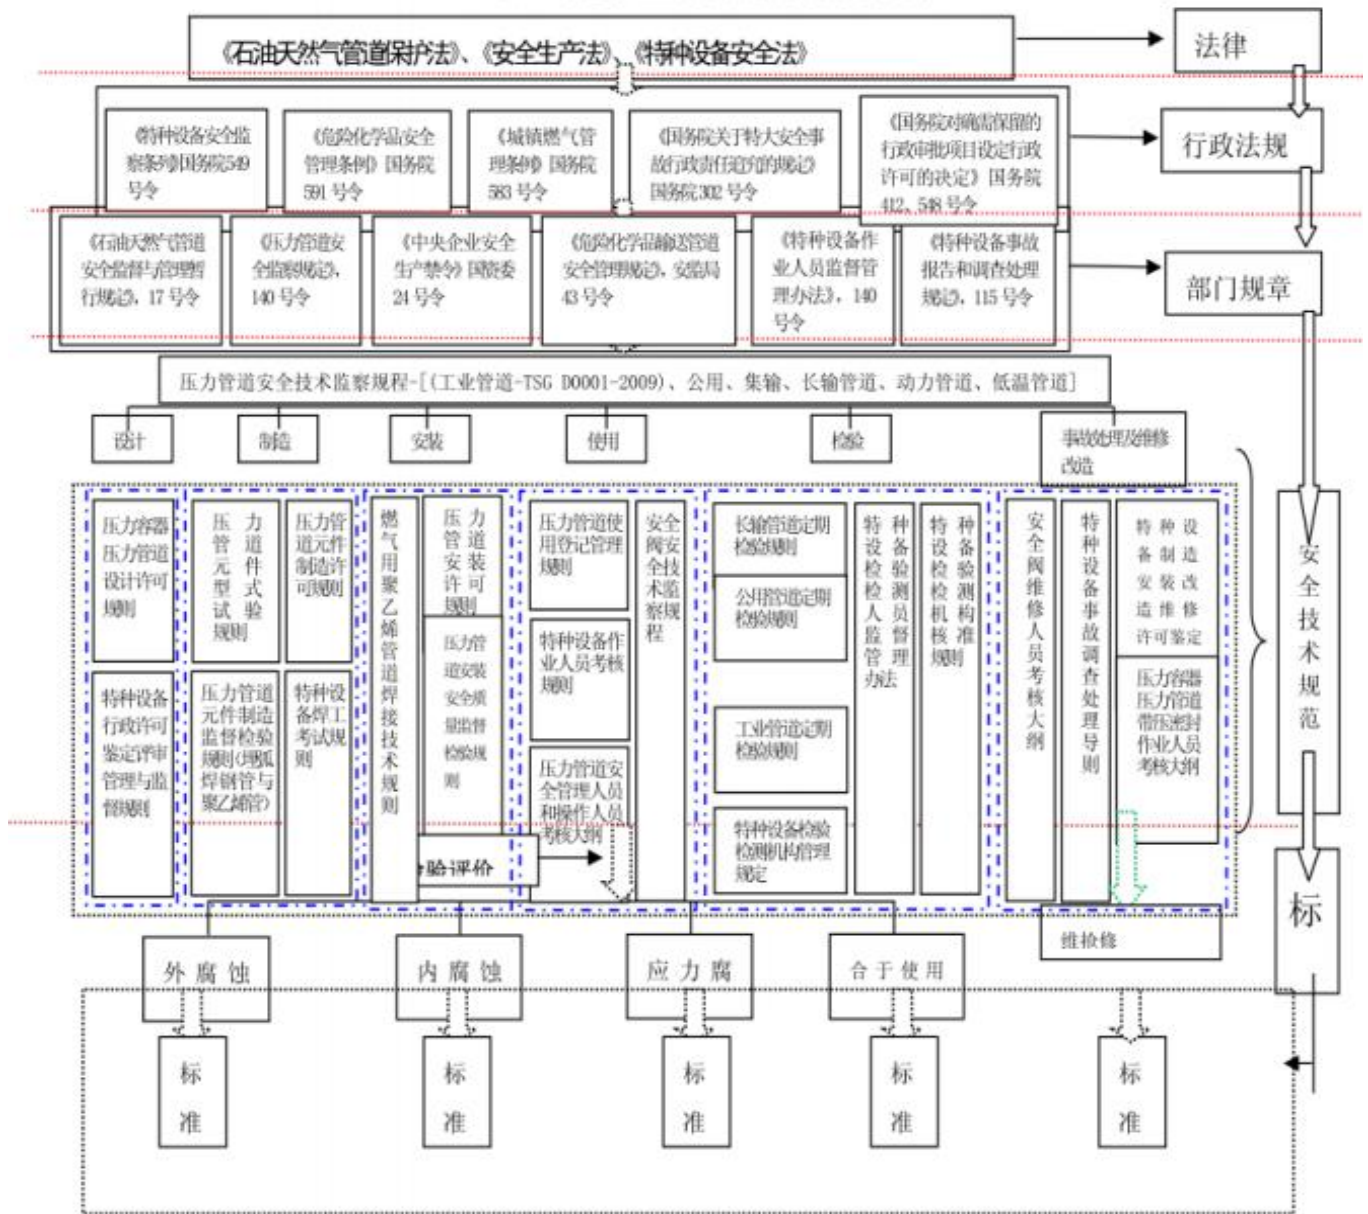 《石油天然气管道保护法》、《安全生产法》、《特种设备安全法》
法律
《特种设备安全监
察条列》国务院549
号令
《危险化学品安全
管理条例》国务院
591 号令
《城镇燃气管
理条例》国务院
583 号令
《国务院关于特大安全事
故行政责任追究的规定》
国务院302 号令
《国务院对确需保留的
行政审批项目设定行政
许可的决定》国务院
412、548 号令
行政法规
《石油天然气管道
安全监督与管理暂
行规定》,17 号令
《压力管道安
全监察规定》,
140号令
《中央企业安全
生产禁令》国资委
24 号令
《危险化学品输送管道
安全管理规定》,安监局
43 号令
《特种设备作
业人员监督管
理办法》,140
号令
《特种设备事故
报告和调查处理
规定》,115 号令
部门规章
压力管道安全技术监察规程-[(工业管道-TSG D0001-2009)、公用、集输、长输管道、动力管道、低温管道]
设计
制造
安装
使用
检验
事故处理及维修
改造
压力容器
压力管道
设计许可
规则
特种设备
行政许可
鉴定评审
管理与监
督规则
压力
管道
元件
型式
试验
规则
压力管
道元件
制造许
可规则
压力管道
元件制造
监督检验
规则(埋弧
焊钢管与
聚乙烯管)
特种设
备焊工
考试规
则
燃气用聚乙烯管道焊接技术规则
压力
管道
安装
许可
规则
压力管
道安装
安全质
量监督
检验规
则
验评价
压力管道使
用登记管理
规则
特种设备作
业人员考核
规则
压力管道安
全管理人员
和操作人员
考核大纲
安全
阀安
全技
术监
察规
程
长输管道定期
检验规则
公用管道定期
检验规则
工业管道定期
检验规则
特种设备检验
检测机构管理
规定
特种
设备
检验
检测
人员
监督
管理
办法
特种
设备
检验
检测
机构
核准
规则
安全阀维修人员考核大纲
特种设备事故调查处理导则
特种设
备制造
安装改
造维修
许可鉴定
压力容器
压力管道
带压密封
作业人员
考核大纲
安全技术规范
标
外腐蚀
内腐蚀
应力腐
合于使用
维抢修
标
准
标
准
标
准
标
准
标
准